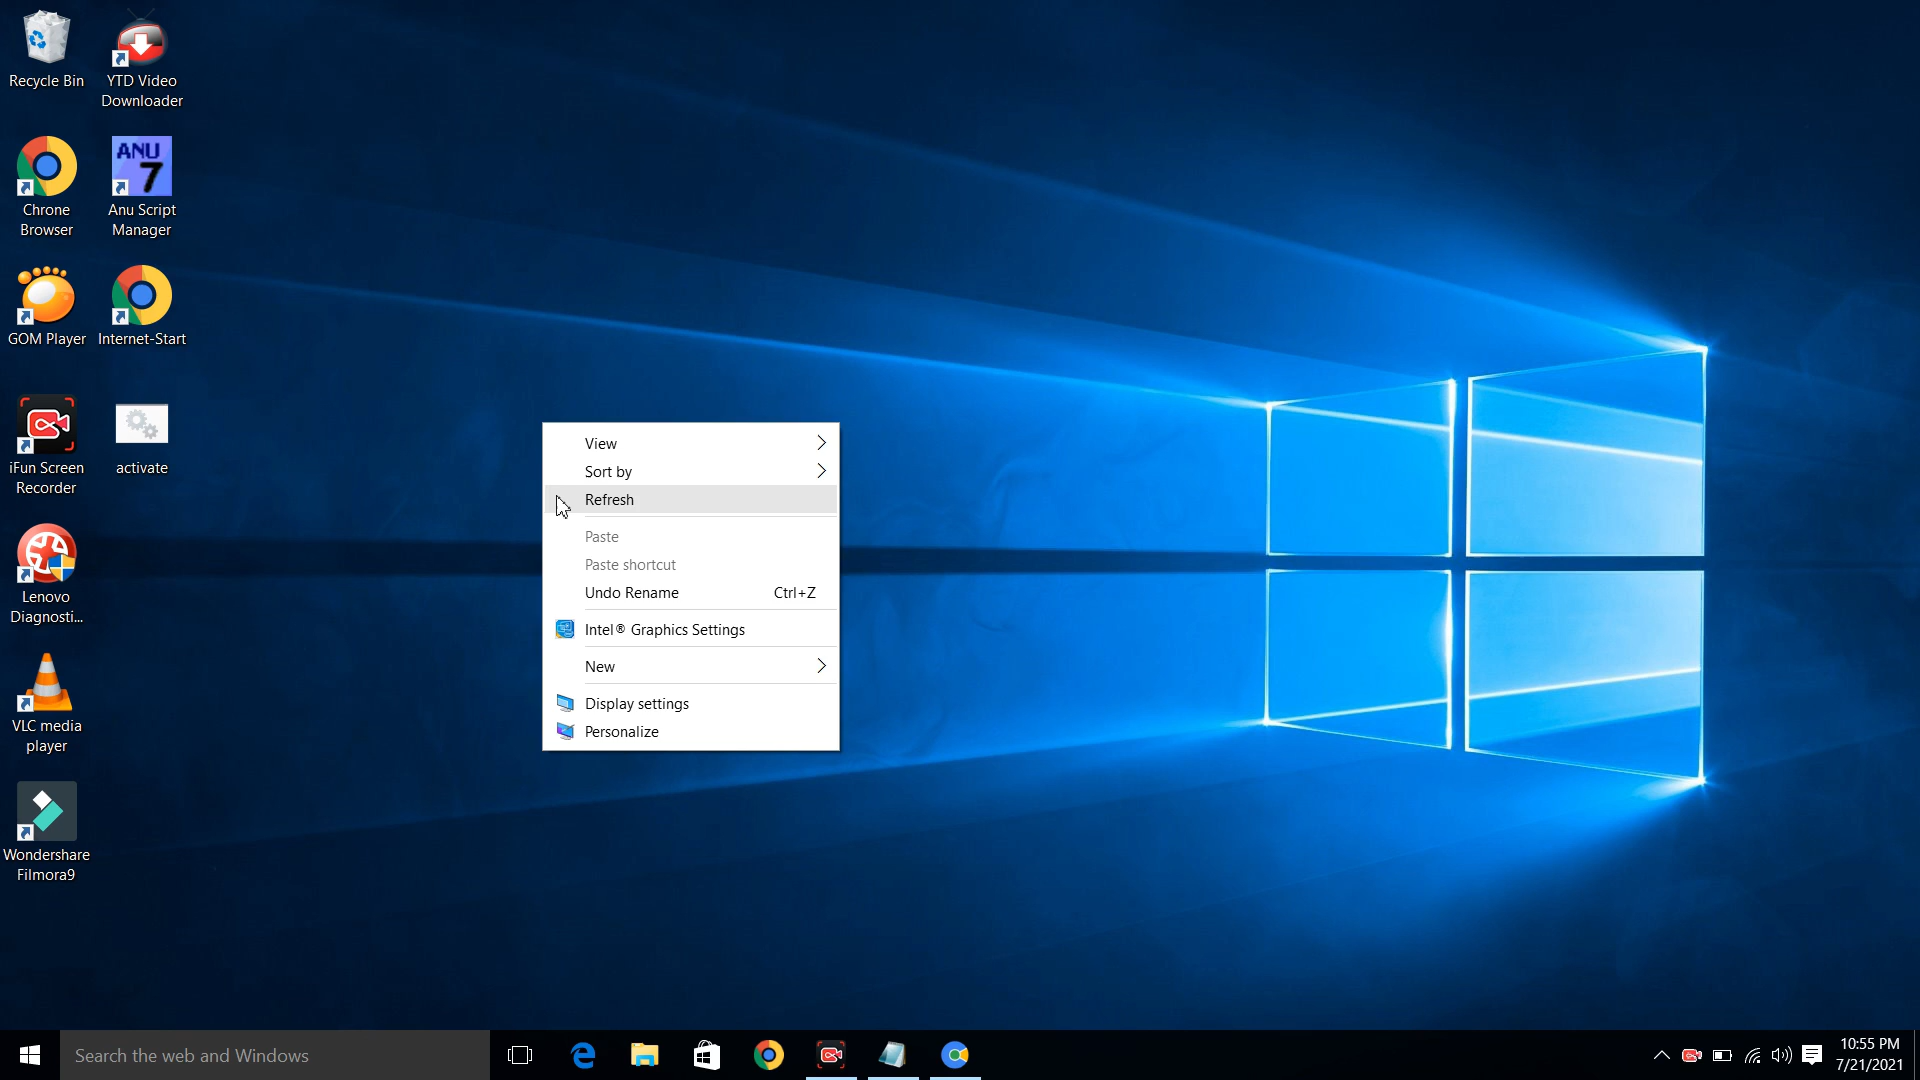 Recycle Bin
YTD Video
Downloader
Chrone
Browser
ANU
7
Anu Script
Manager
GOM Player
Internet-Start
iFun Screen
Recorder
activate
Lenovo
Diagnosti...
VLC media
player
Wondershare
Filmora9
View
Sort by
Refresh
Paste
Paste shortcut
Undo Rename Ctrl+Z
Intel® Graphics Settings
New
Display settings
Personalize
Search the web and Windows
10:55 PM
7/21/2021